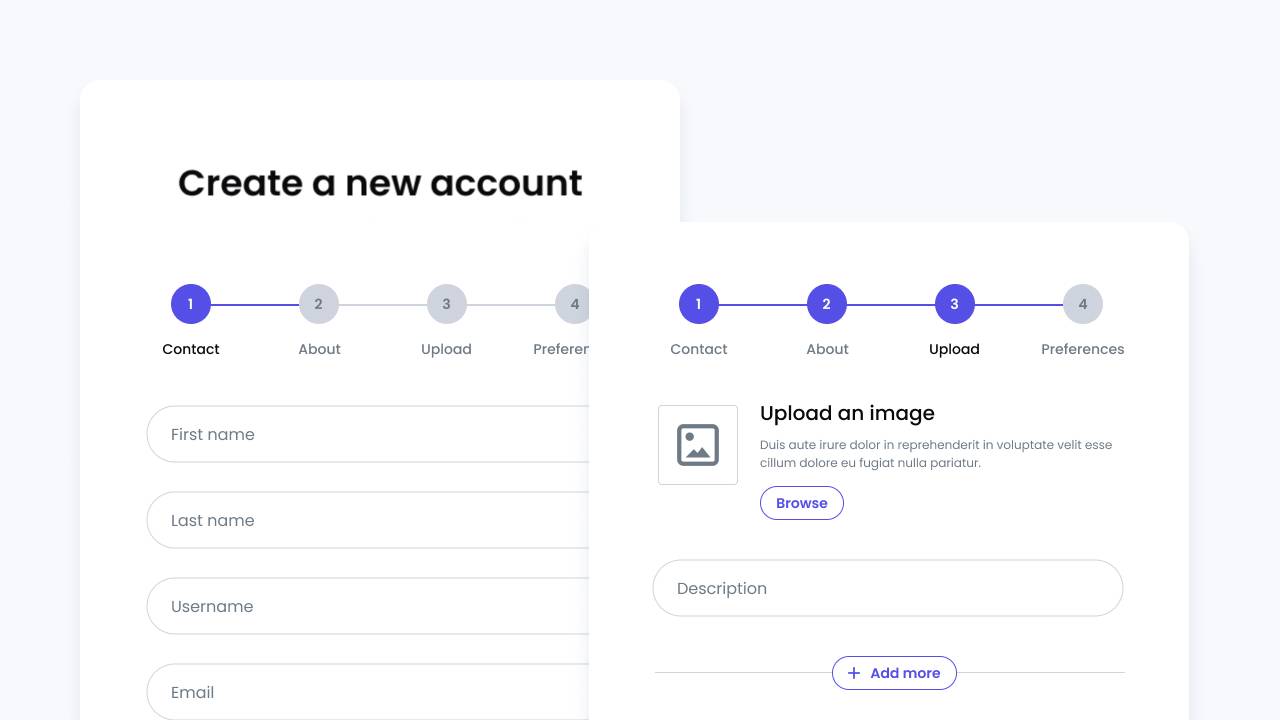 Create a new account
1 2 3 4
Contact About Upload Preferen
First name
Last name
Username
Email
1 2 3 4
Contact About Upload Preferences
Upload an image
Duis aute irure dolor in reprehenderit in voluptate velit esse
cillum dolore eu fugiat nulla pariatur.
Browse
Description
+ Add more